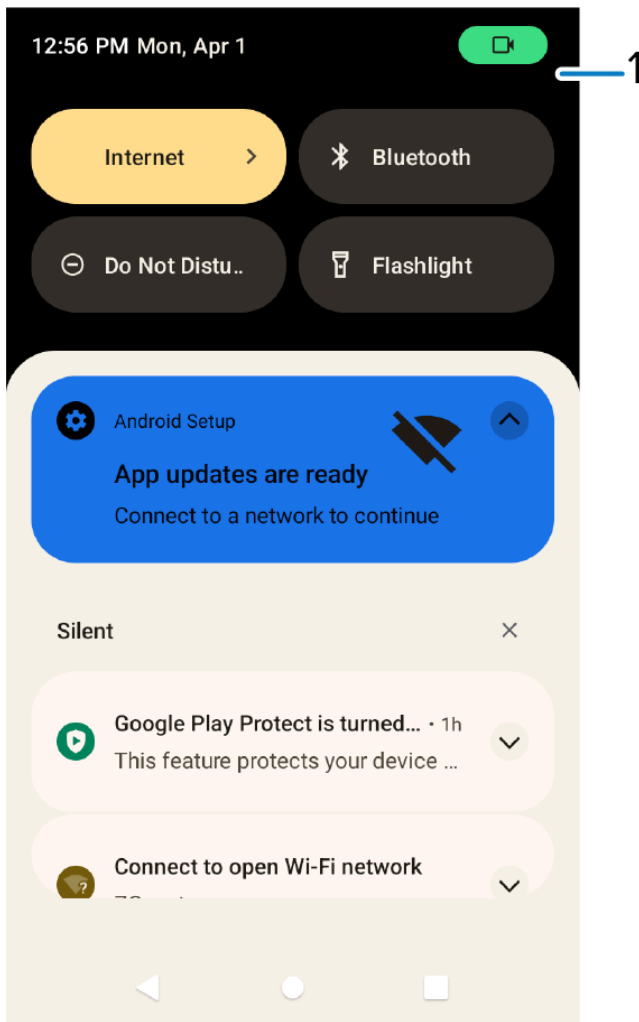 12:56 PM Mon, Apr 1
1
Internet
Bluetooth
Do Not Distu..
Flashlight
Android Setup
App updates are ready
Connect to a network to continue
Silent
Google Play Protect is turned... • 1h
This feature protects your device ...
?
Connect to open Wi-Fi network